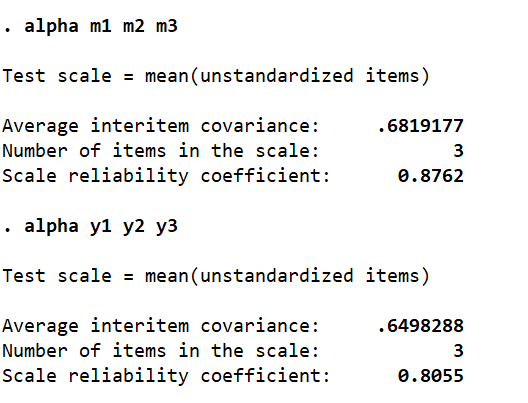 . alpha m1 m2 m3
Test scale = mean(unstandardized items)
Average interitem covariance: .6819177
Number of items in the scale: 3
Scale reliability coefficient: 0.8762
. alpha y1 y2 y3
Test scale = mean(unstandardized items)
Average interitem covariance: .6498288
Number of items in the scale: 3
Scale reliability coefficient: 0.8055